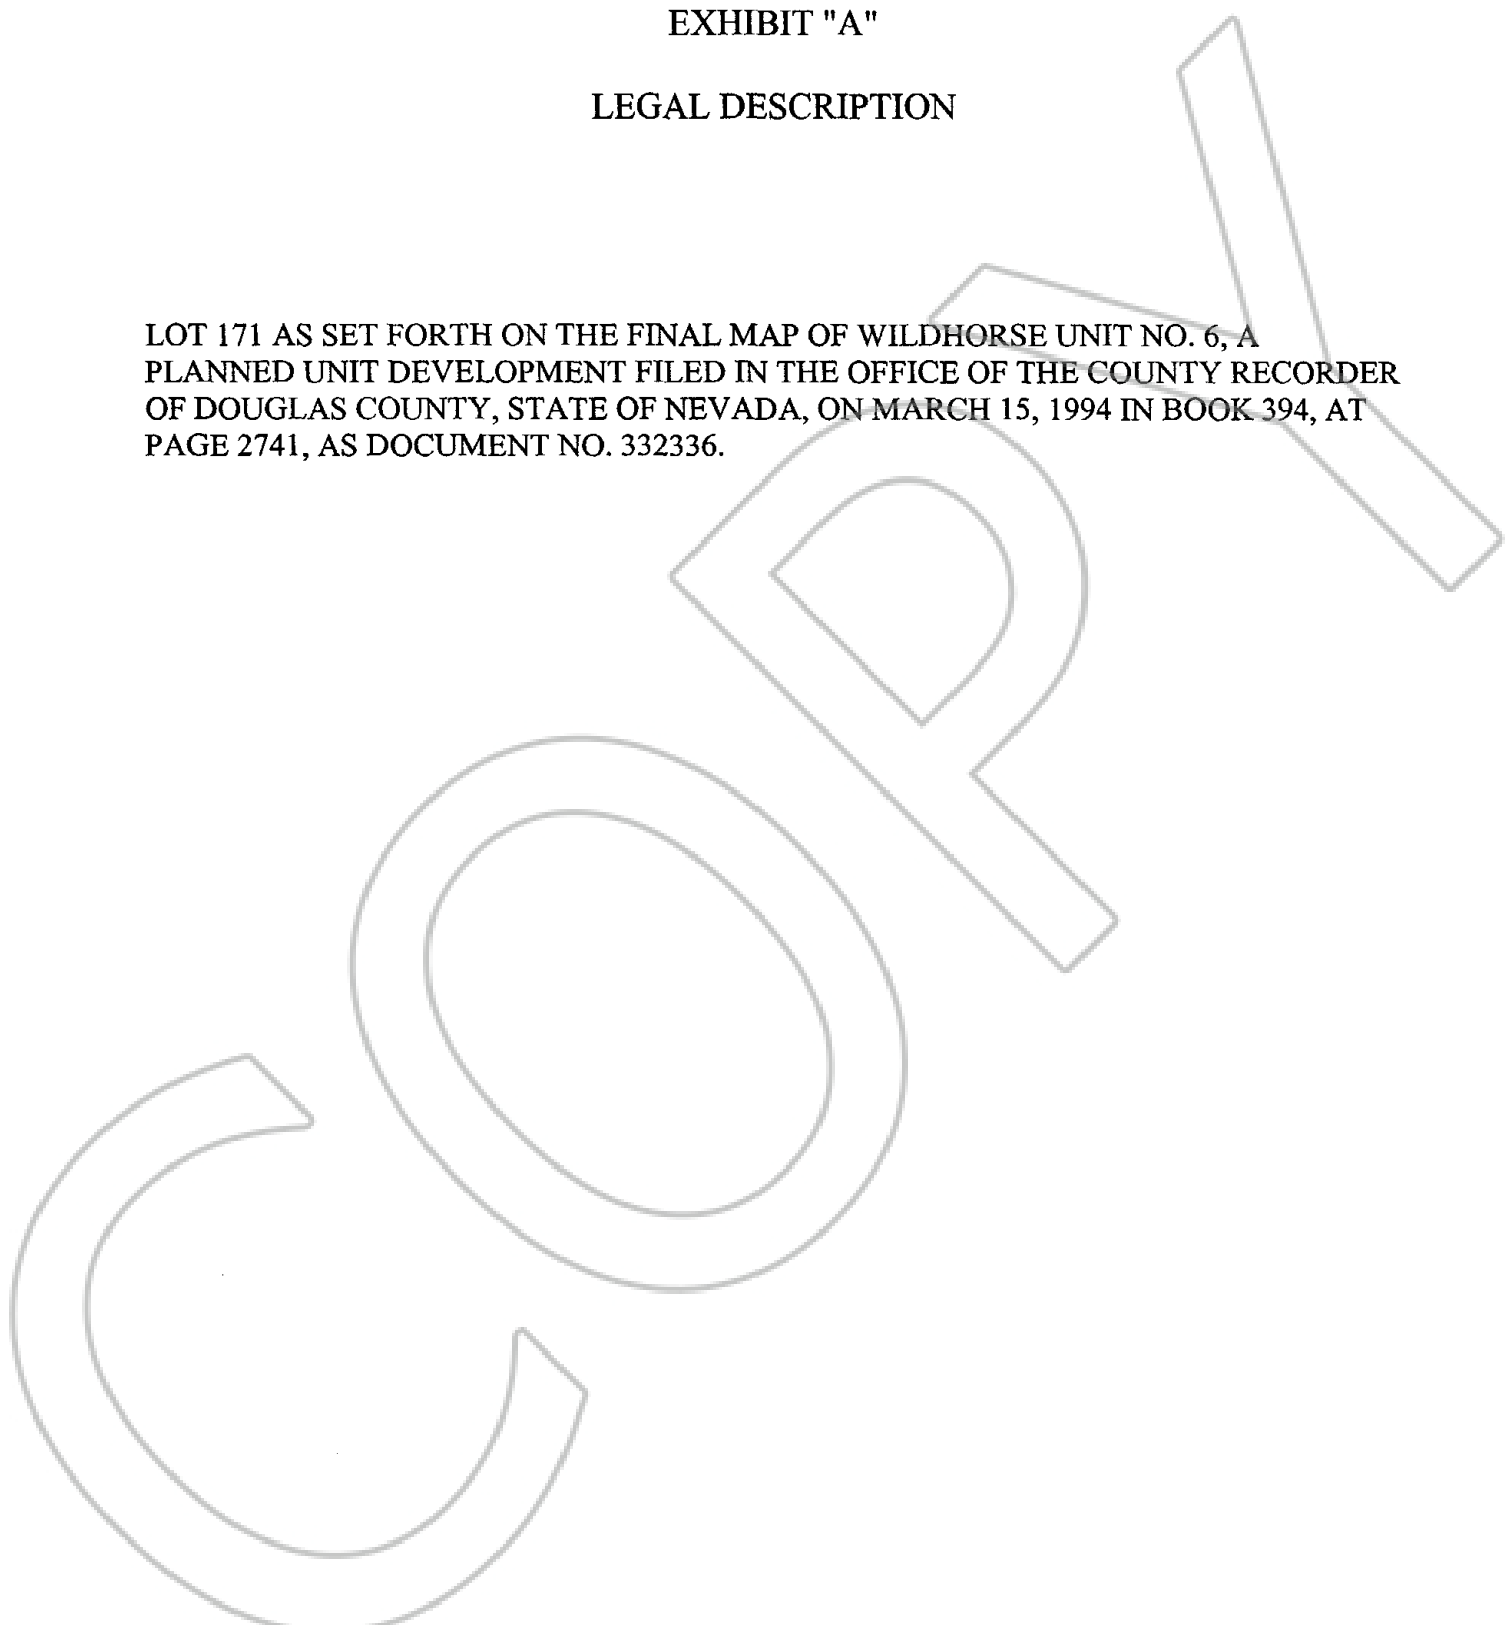 EXHIBIT "A"
LEGAL DESCRIPTION
LOT 171 AS SET FORTH ON THE FINAL MAP OF WILDHORSE UNIT NO. 6, A
PLANNED UNIT DEVELOPMENT FILED IN THE OFFICE OF THE COUNTY RECORDER
OF DOUGLAS COUNTY, STATE OF NEVADA, ON MARCH 15, 1994 IN BOOK 394, AT
PAGE 2741, AS DOCUMENT NO. 332336.
COPY